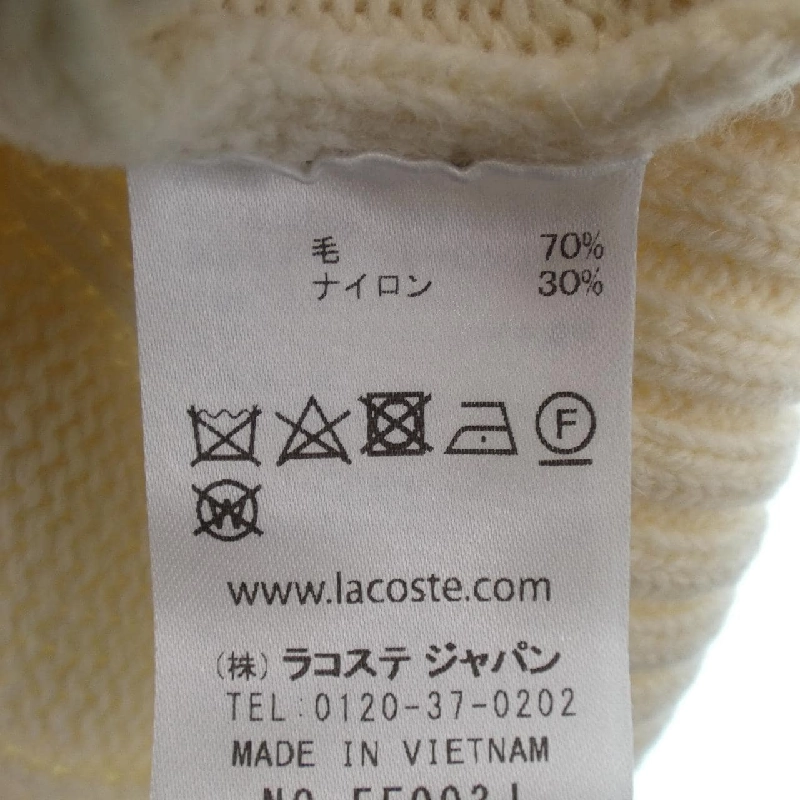 毛 70%
ナイロン 30%
F
W
www.lacoste.com
(株) ラコステ ジャパン
TEL:0120-37-0202
MADE IN VIETNAM
NO.